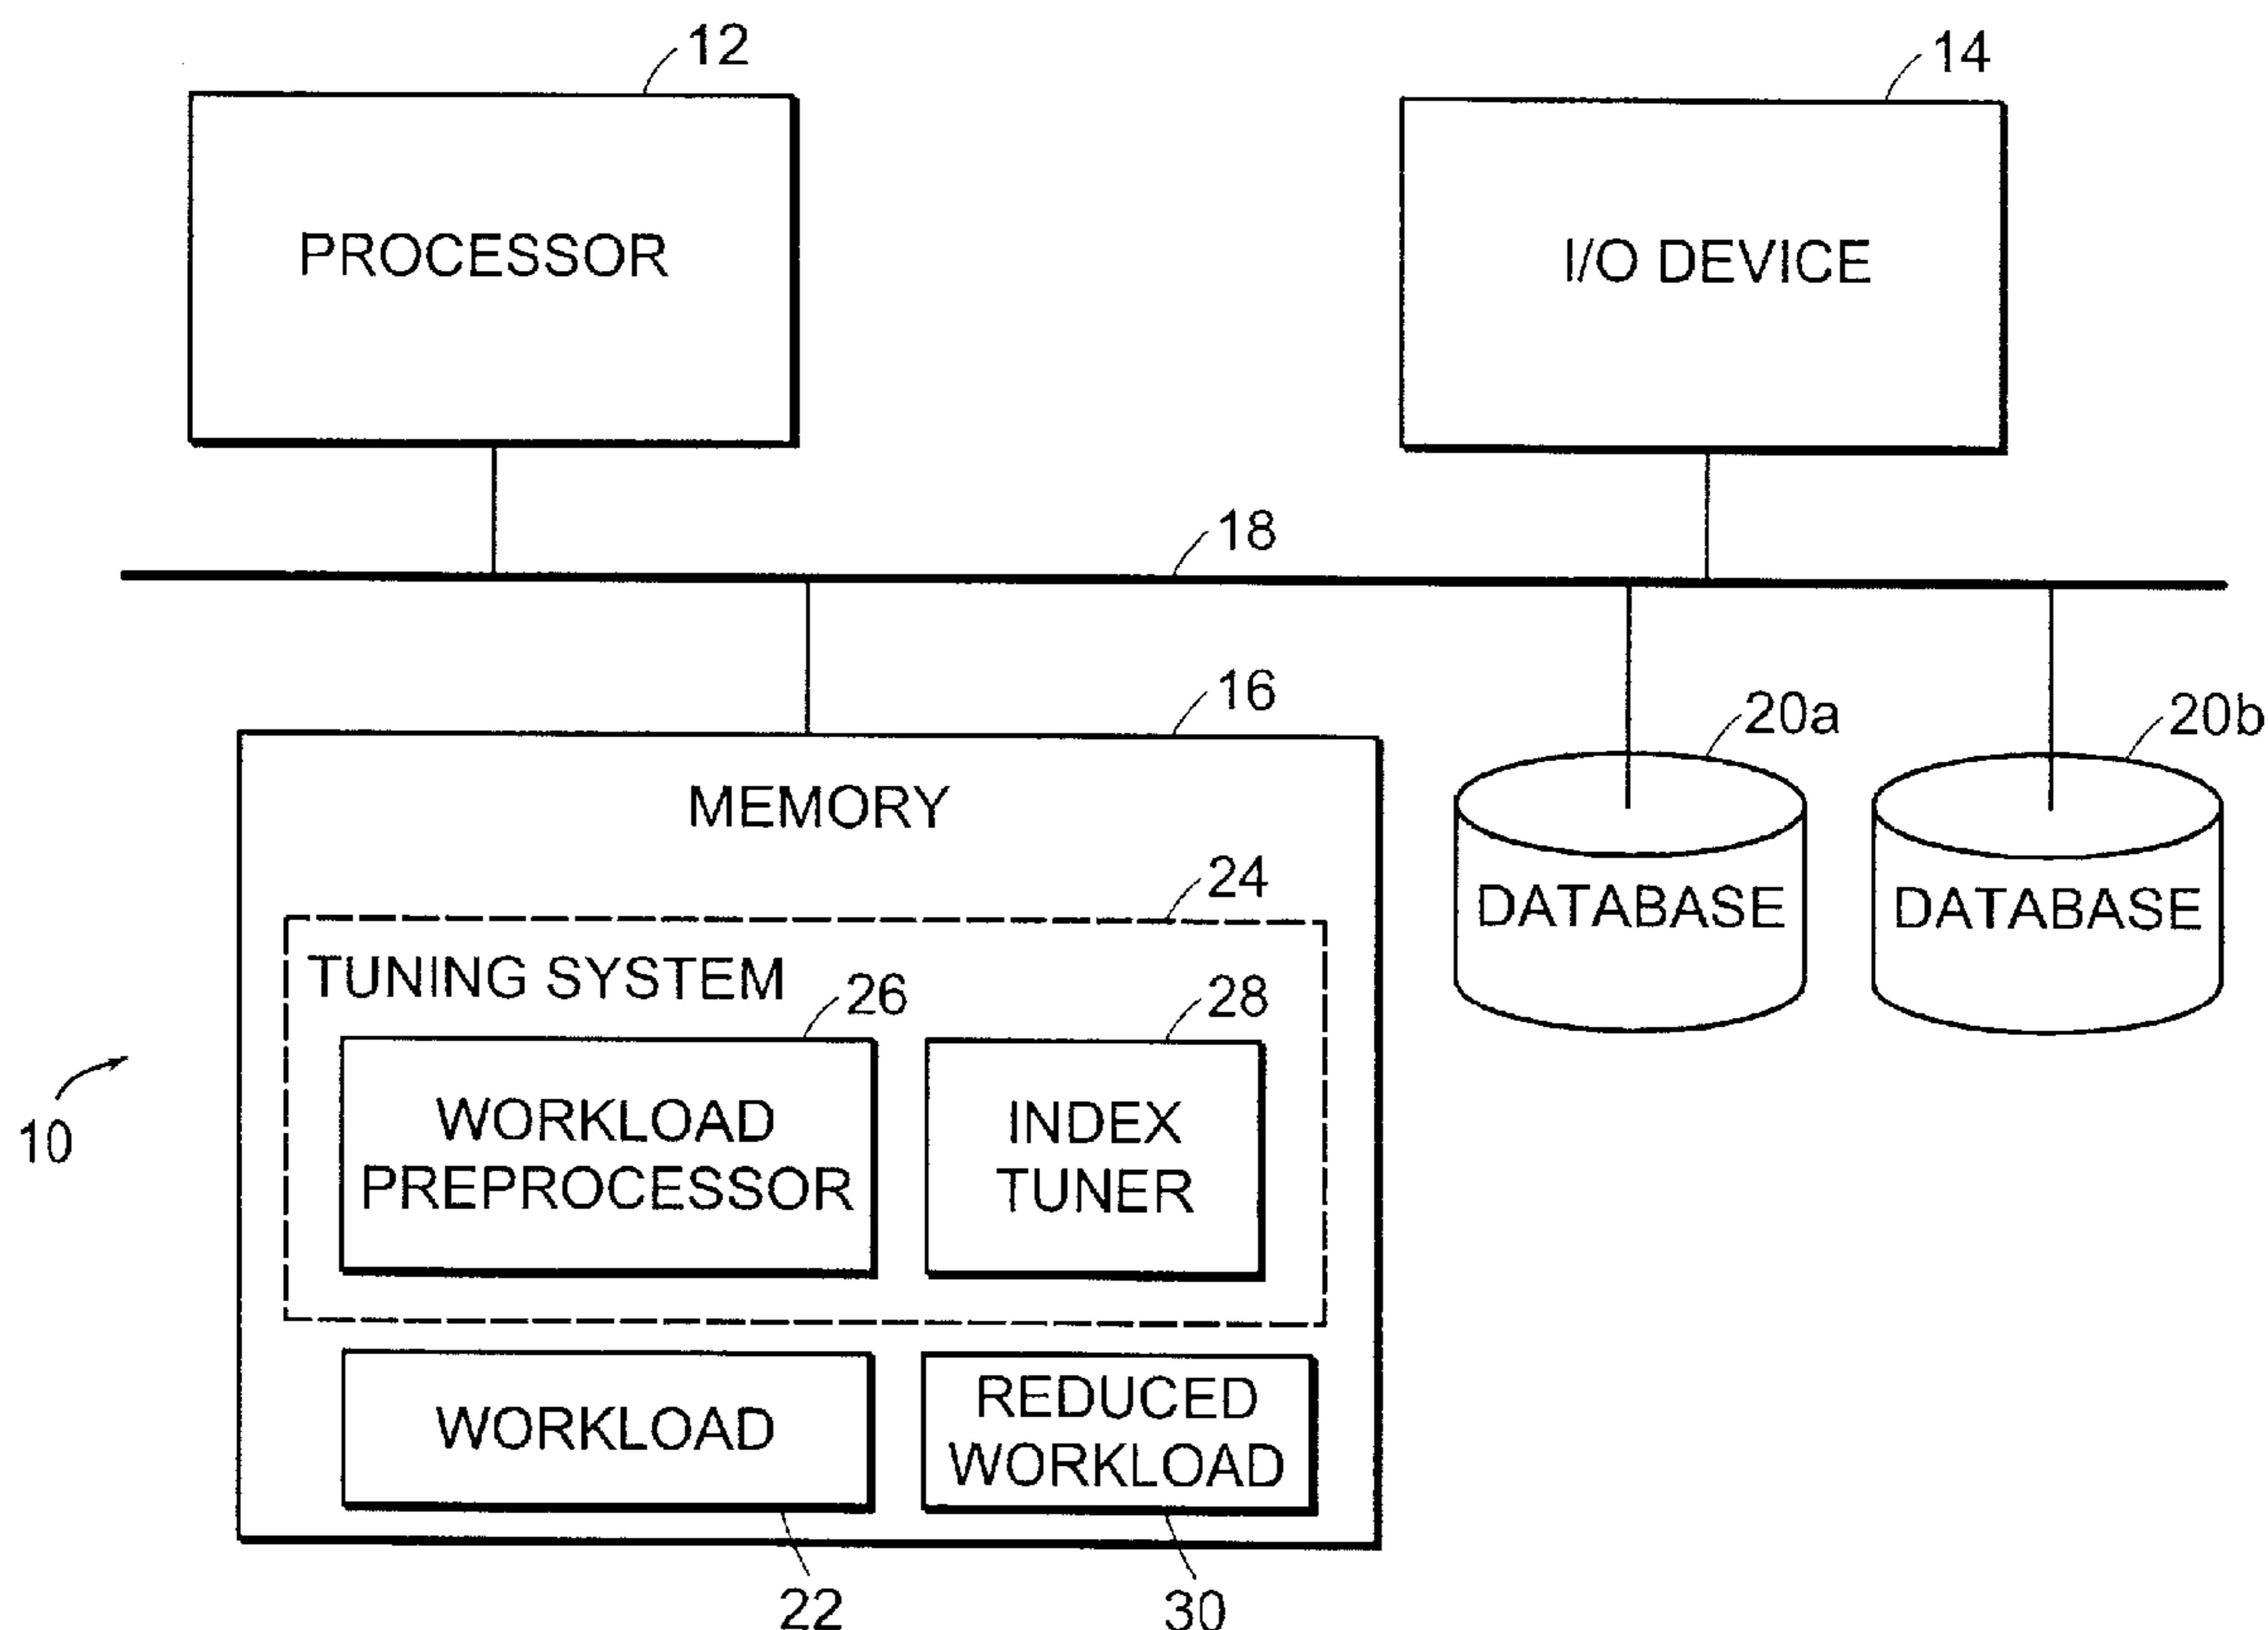 12
14
PROCESSOR
I/O DEVICE
18
16
20a
20b
MEMORY
24
DATABASE
DATABASE
TUNING SYSTEM
26
28
10
WORKLOAD
PREPROCESSOR
INDEX
TUNER
WORKLOAD
REDUCED
WORKLOAD
22
30